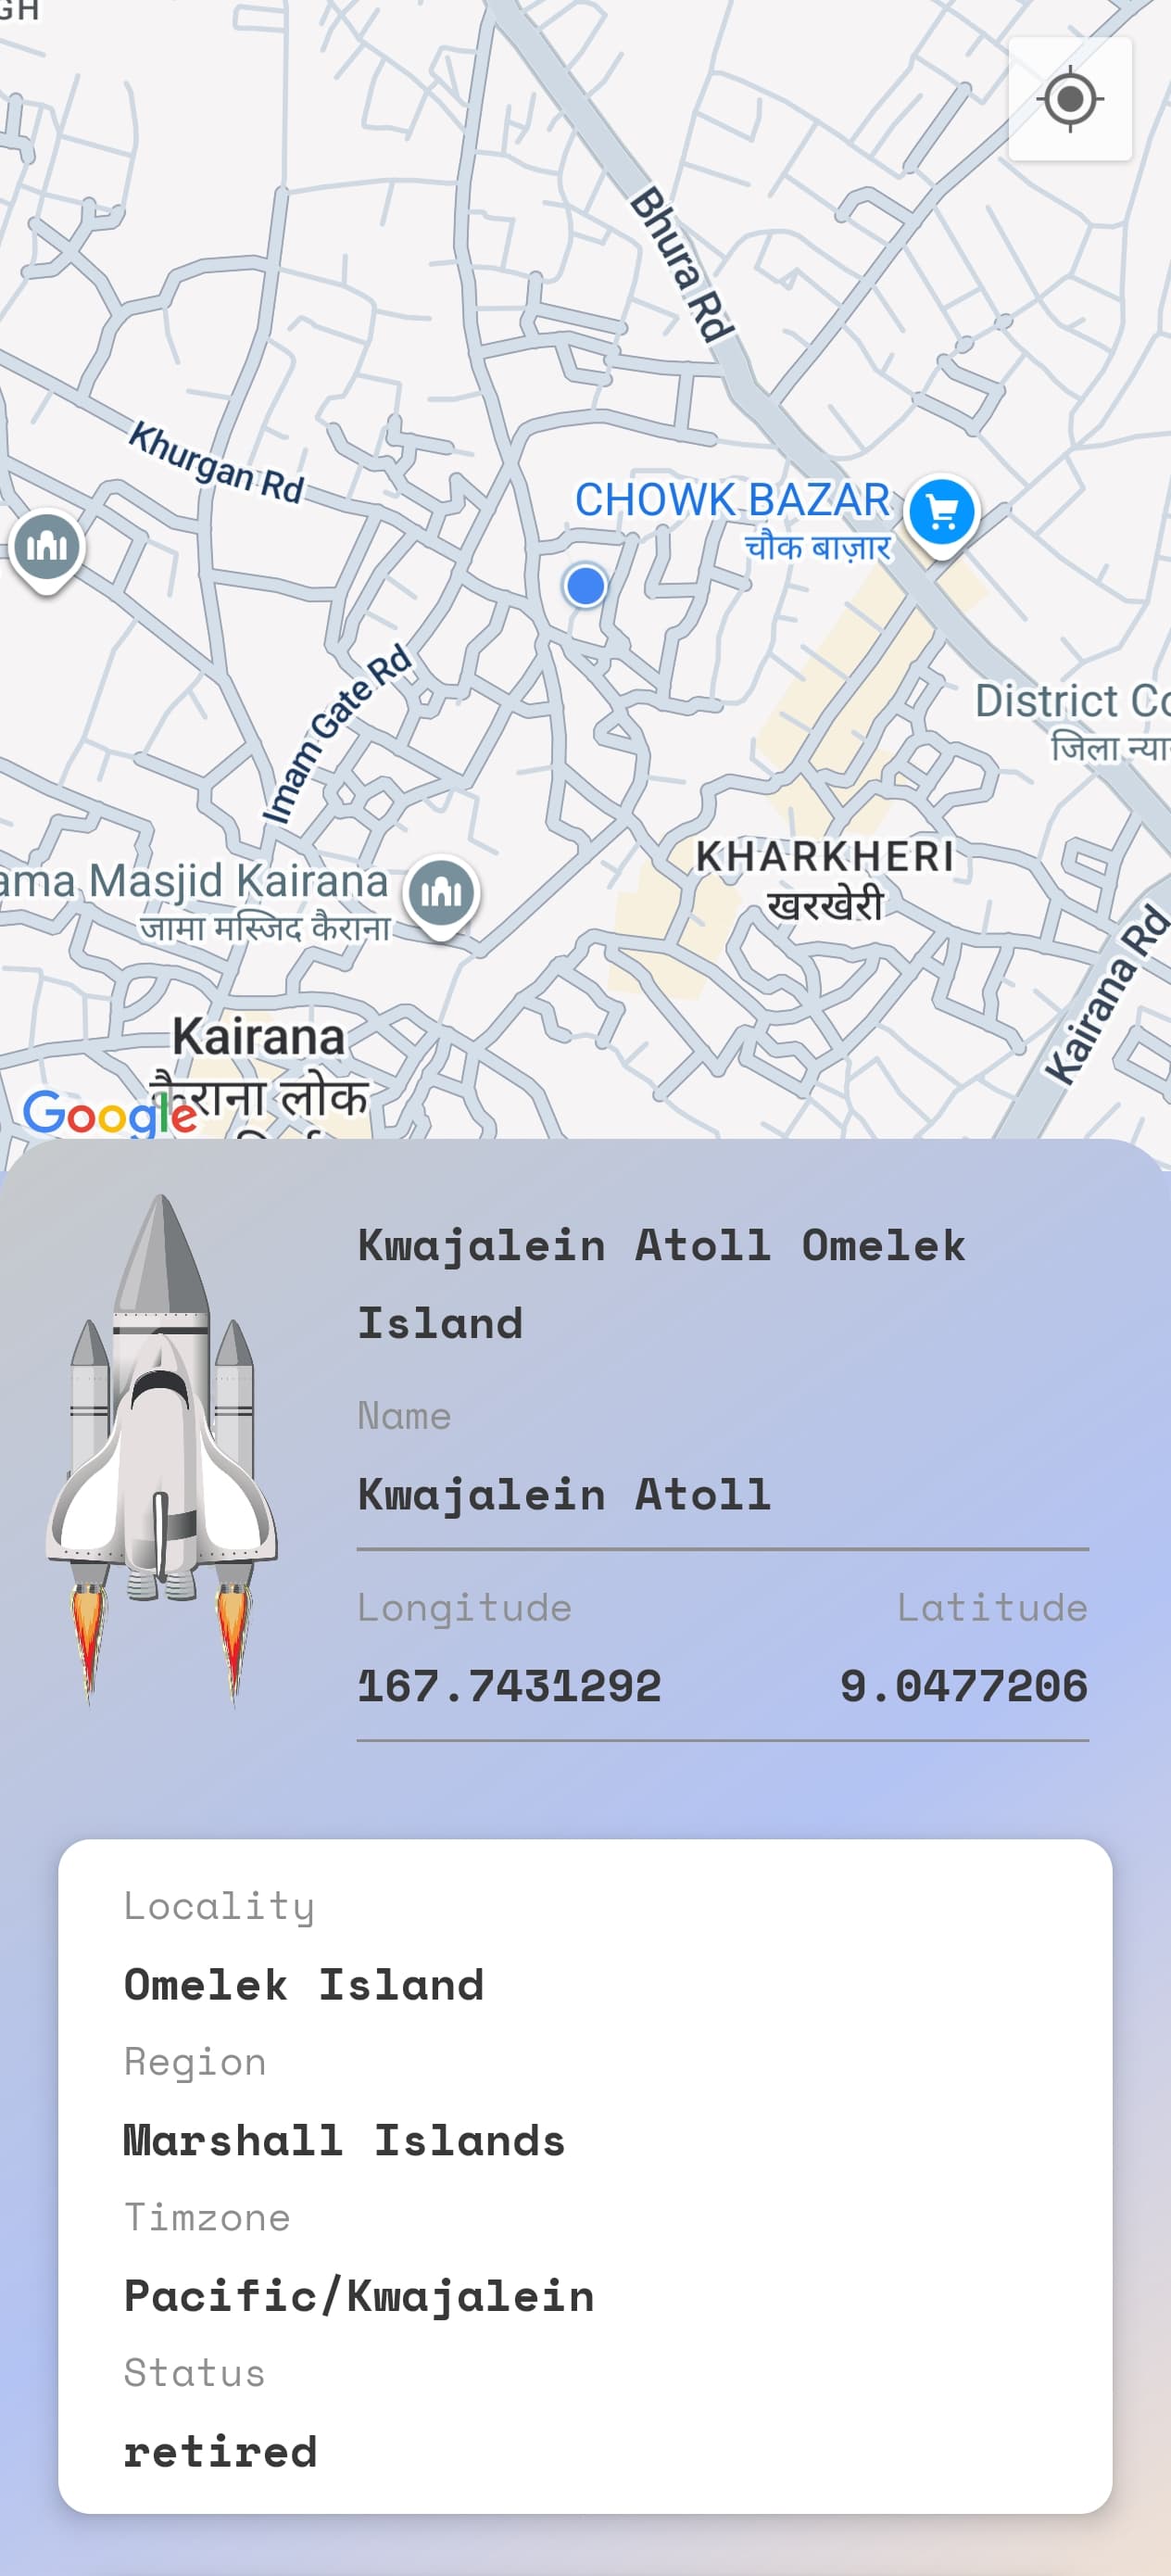 GH
Bhura Rd
Khurgan Rd
CHOWK BAZAR
चौक बाज़ार
Imam Gate Rd
District Co
जिला न्या
ama Masjid Kairana
जामा मस्जिद कैराना
KHARKHERI
खरखेरी
Kairana Rd
Kairana
कैराना लोक
Google
Kwajalein Atoll Omelek
Island
Name
Kwajalein Atoll
Longitude Latitude
167.7431292 9.0477206
Locality
Omelek Island
Region
Marshall Islands
Timzone
Pacific/Kwajalein
Status
retired